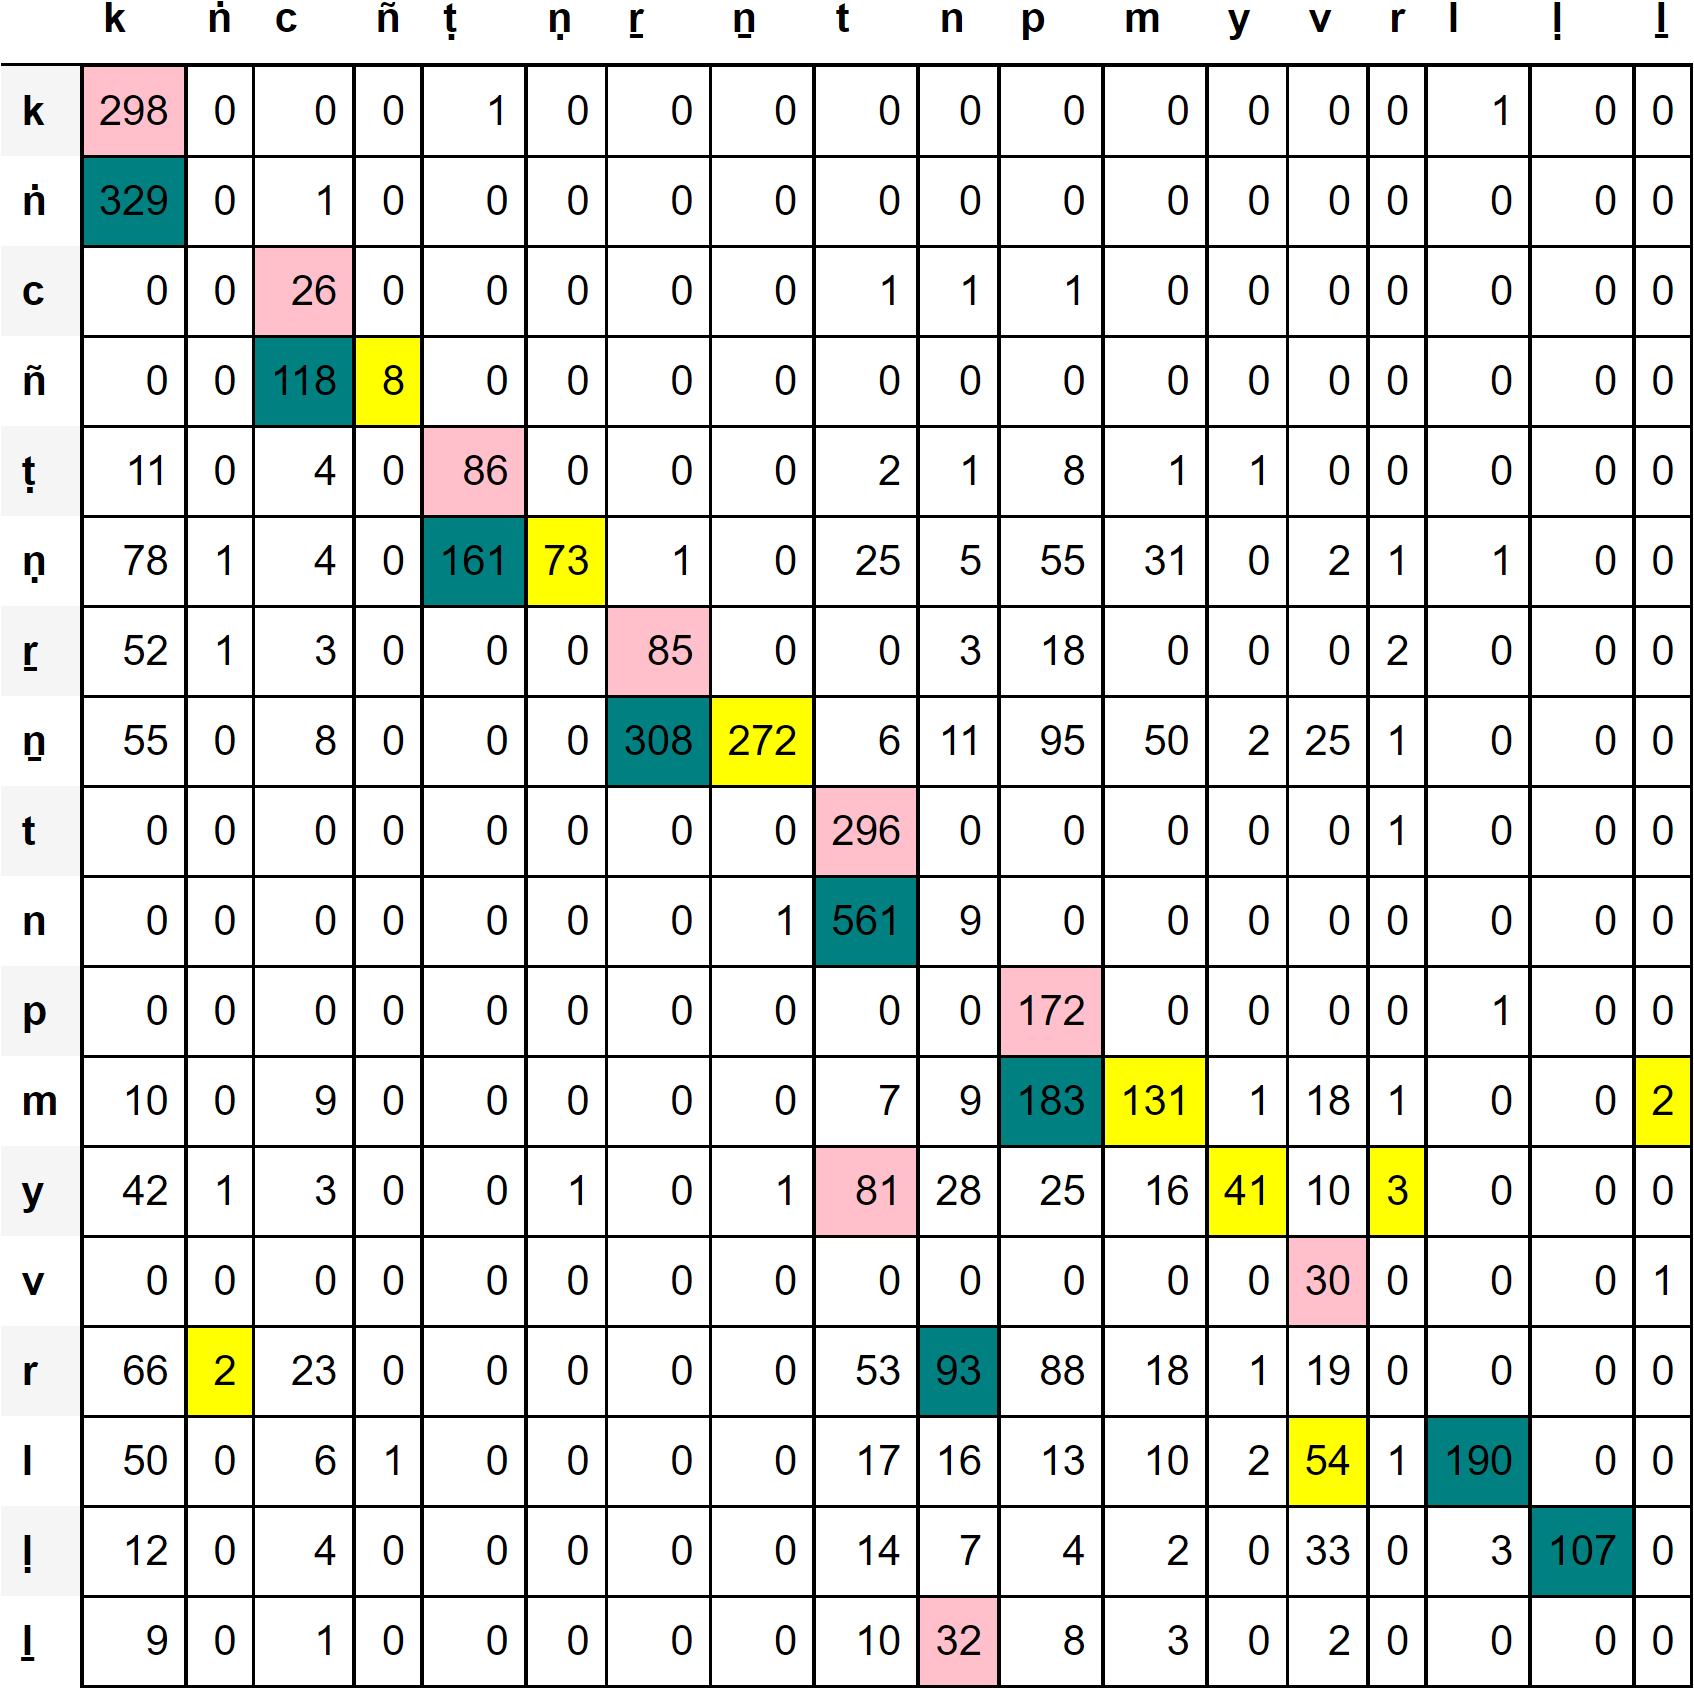 k ṅ c ñ ṭ ṇ ṟ ṉ t n p m y v r l ḷ ḻ
k 298 0 0 0 1 0 0 0 0 0 0 0 0 0 0 1 0 0
ṅ 329 0 1 0 0 0 0 0 0 0 0 0 0 0 0 0 0 0
c 0 0 26 0 0 0 0 0 1 1 1 0 0 0 0 0 0 0
ñ 0 0 118 8 0 0 0 0 0 0 0 0 0 0 0 0 0 0
ṭ 11 0 4 0 86 0 0 0 2 1 8 1 1 0 0 0 0 0
ṇ 78 1 4 0 161 73 1 0 25 5 55 31 0 2 1 1 0 0
ṟ 52 1 3 0 0 0 85 0 0 3 18 0 0 0 2 0 0 0
ṉ 55 0 8 0 0 0 308 272 6 11 95 50 2 25 1 0 0 0
t 0 0 0 0 0 0 0 0 296 0 0 0 0 0 1 0 0 0
n 0 0 0 0 0 0 0 1 561 9 0 0 0 0 0 0 0 0
p 0 0 0 0 0 0 0 0 0 0 172 0 0 0 0 1 0 0
m 10 0 9 0 0 0 0 0 7 9 183 131 1 18 1 0 0 2
y 42 1 3 0 0 1 0 1 81 28 25 16 41 10 3 0 0 0
v 0 0 0 0 0 0 0 0 0 0 0 0 0 30 0 0 0 1
r 66 2 23 0 0 0 0 0 53 93 88 18 1 19 0 0 0 0
l 50 0 6 1 0 0 0 0 17 16 13 10 2 54 1 190 0 0
ḷ 12 0 4 0 0 0 0 0 14 7 4 2 0 33 0 3 107 0
ḻ 9 0 1 0 0 0 0 0 10 32 8 3 0 2 0 0 0 0